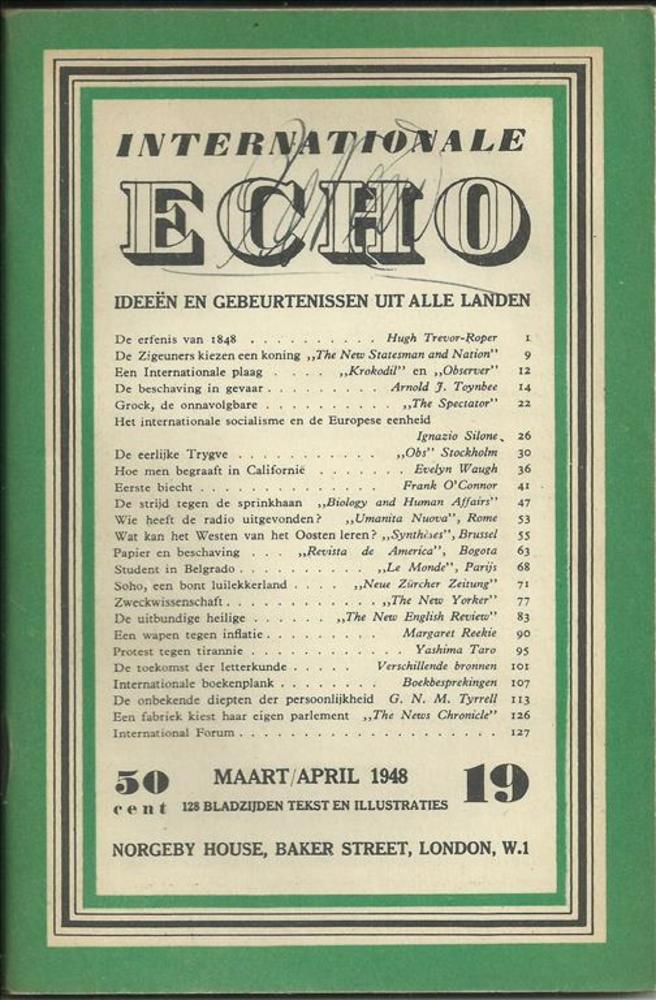 INTERNATIONALE
ECHO
IDEEËN EN GEBEURTENISSEN UIT ALLE LANDEN
De erfenis van 1848 . . . . . . . . . . Hugh Trevor-Roper 1
De Zigeuners kiezen een koning „The New Statesman and Nation” 9
Een Internationale plaag . . . . „Krokodil” en „Observer” 12
De beschaving in gevaar . . . . . . . . . Arnold J. Toynbee 14
Grock, de onnavolgbare . . . . . . . . . . „The Spectator” 22
Het internationale socialisme en de Europese eenheid
Ignazio Silone 26
De eerlijke Trygve . . . . . . . . . . . „Obs” Stockholm 30
Hoe men begraaft in Californië . . . . . . . Evelyn Waugh 36
Eerste biecht . . . . . . . . . . . . . Frank O'Connor 41
De strijd tegen de sprinkhaan „Biology and Human Affairs” 47
Wie heeft de radio uitgevonden? „Umanita Nuova”, Rome 53
Wat kan het Westen van het Oosten leren? „Synthèses”, Brussel 55
Papier en beschaving . . . „Revista de America”, Bogota 63
Student in Belgrado . . . . . . . . . . „Le Monde”, Parijs 68
Soho, een bont luilekkerland . . . . „Neue Zürcher Zeitung” 71
Zweckwissenschaft . . . . . . . . . . . „The New Yorker” 77
De uitbundige heilige . . . . . . „The New English Review” 83
Een wapen tegen inflatie . . . . . . . . . Margaret Reekie 90
Protest tegen tirannie . . . . . . . . . . . . Yashima Taro 95
De toekomst der letterkunde . . . . . Verschillende bronnen 101
Internationale boekenplank . . . . . . . . Boekbesprekingen 107
De onbekende diepten der persoonlijkheid G. N. M. Tyrrell 113
Een fabriek kiest haar eigen parlement „The News Chronicle” 126
International Forum . . . . . . . . . . . . . . . . . . . . 127
50 MAART/APRIL 1948 19
cent 128 BLADZIJDEN TEKST EN ILLUSTRATIES
NORGEBY HOUSE, BAKER STREET, LONDON, W.1